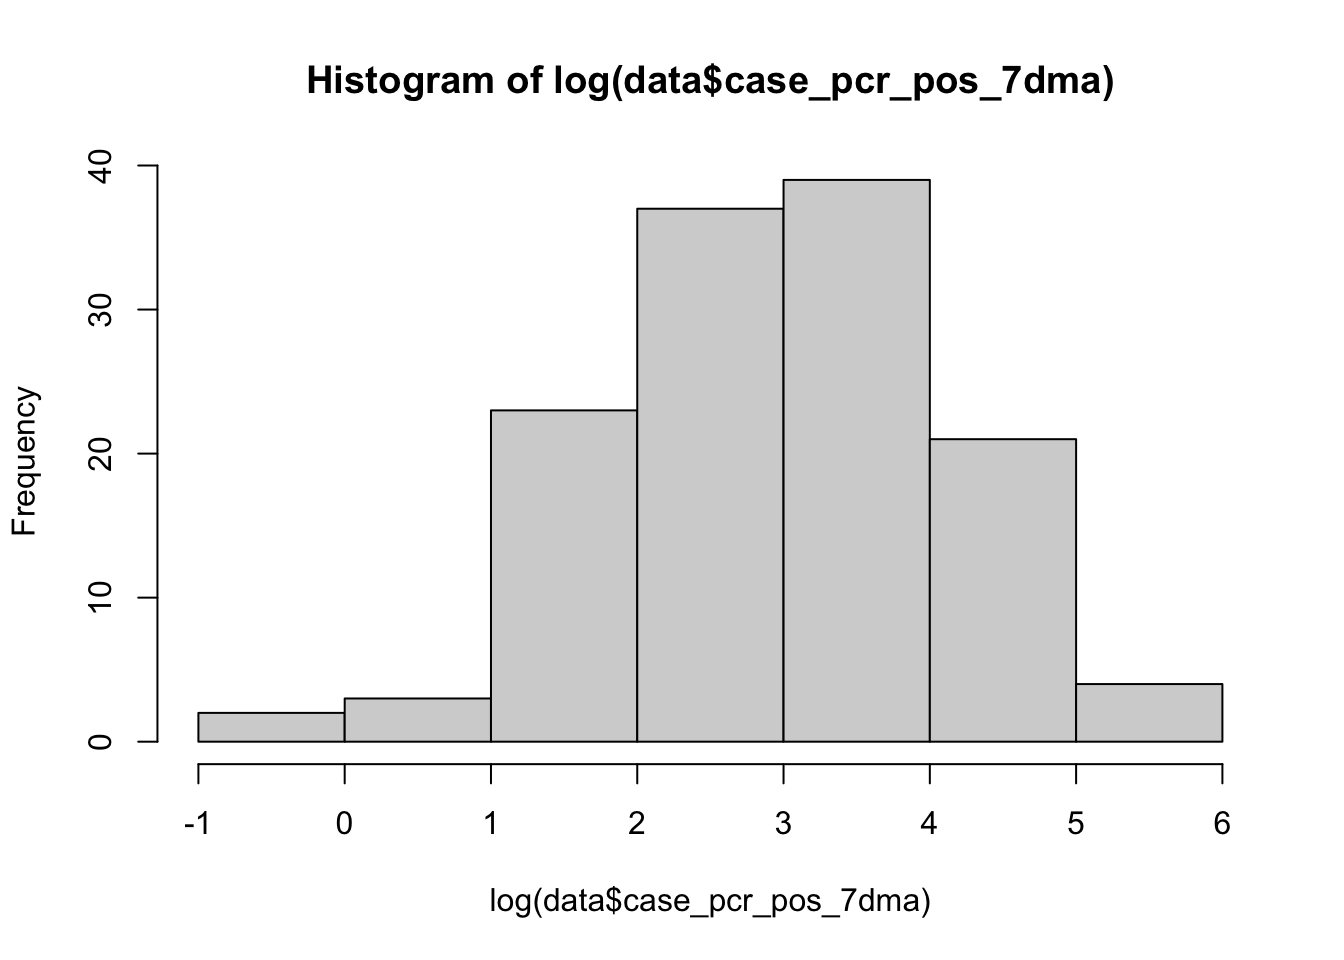 Histogram of log(data$case_pcr_pos_7dma)
40
30
20
10
0
Frequency
-1 0 1 2 3 4 5 6
log(data$case_pcr_pos_7dma)